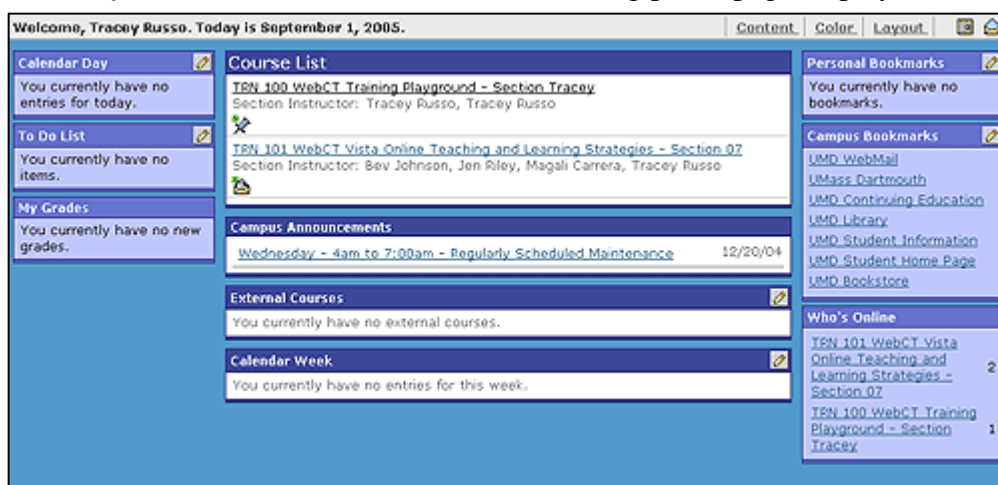 Welcome, Tracey Russo. Today is September 1, 2005.
Content
Color
Layout
Calendar Day
You currently have no
entries for today.
To Do List
You currently have no
items.
My Grades
You currently have no new
grades.
Course List
TRN 100 WebCT Training Playground - Section Tracey
Section Instructor: Tracey Russo, Tracey Russo
TRN 101 WebCT Vista Online Teaching and Learning Strategies - Section 07
Section Instructor: Bev Johnson, Jen Riley, Magali Carrera, Tracey Russo
Campus Announcements
Wednesday - 4am to 7:00am - Regularly Scheduled Maintenance 12/20/04
External Courses
You currently have no external courses.
Calendar Week
You currently have no entries for this week.
Personal Bookmarks
You currently have no
bookmarks.
Campus Bookmarks
UMD WebMail
UMass Dartmouth
UMD Continuing Education
UMD Library
UMD Student Information
UMD Student Home Page
UMD Bookstore
Who's Online
TRN 101 WebCT Vista
Online Teaching and
Learning Strategies - 2
Section 07
TRN 100 WebCT Training
Playground - Section 1
Tracey